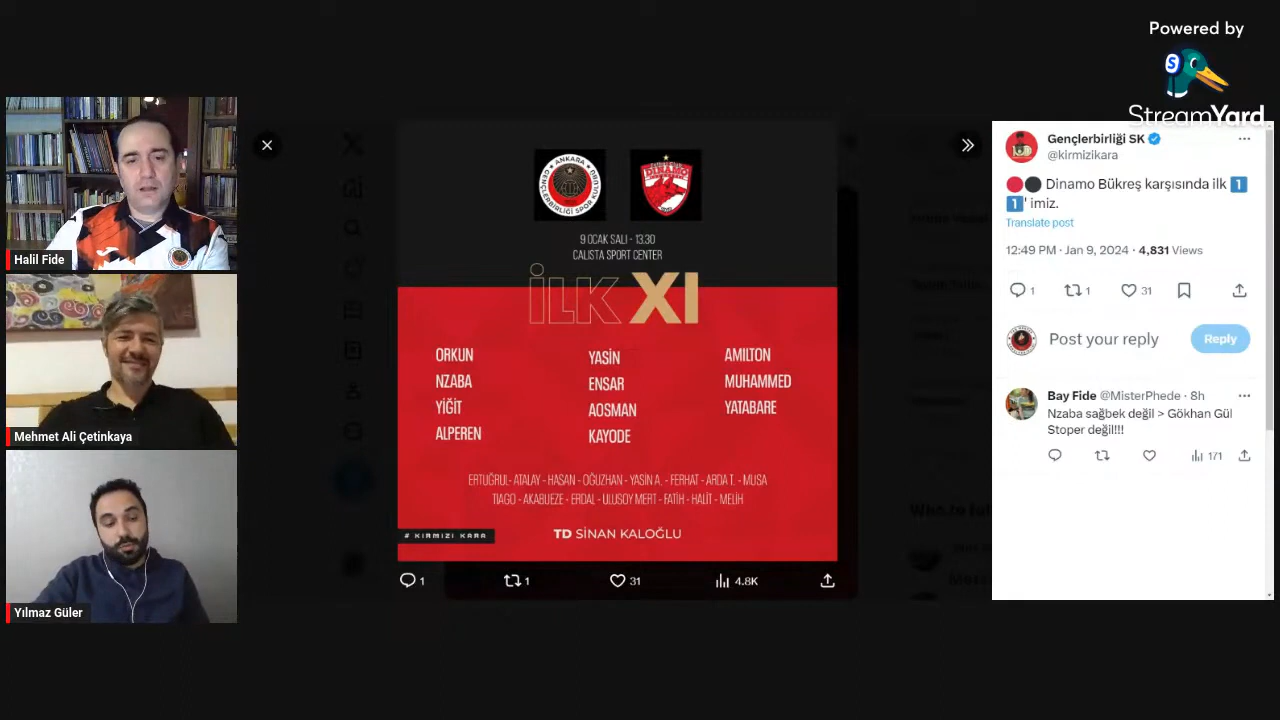 Powered by
StreamYard
Halil Fide
Mehmet Ali Çetinkaya
Yılmaz Güler
ANKARA
GENÇLERBİRLİĞİ SPOR KULÜBÜ
DINAMO
9 OCAK SALI - 13.30
CALISTA SPORT CENTER
İLK XI
ORKUN
NZABA
YİĞİT
ALPEREN
YASİN
ENSAR
AOSMAN
KAYODE
AMILTON
MUHAMMED
YATABARE
ERTUĞRUL- ATALAY - HASAN - OĞUZHAN - YASİN A. - FERHAT - ARDA T. - MUSA
TIAGO - AKABUEZE - ERDAL - ULUSOY MERT - FATİH - HALİT - MELİH
# KIRMIZI KARA
TD SİNAN KALOĞLU
1
1
31
4.8K
Gençlerbirliği SK
@kirmizikara
🔴⚫ Dinamo Bükreş karşısında ilk 1️⃣
1️⃣' imiz.
Translate post
12:49 PM · Jan 9, 2024 · 4,831 Views
1
1
31
Post your reply
Reply
Bay Fide @MisterPhede · 8h
Nzaba sağbek değil > Gökhan Gül
Stoper değil!!!
171